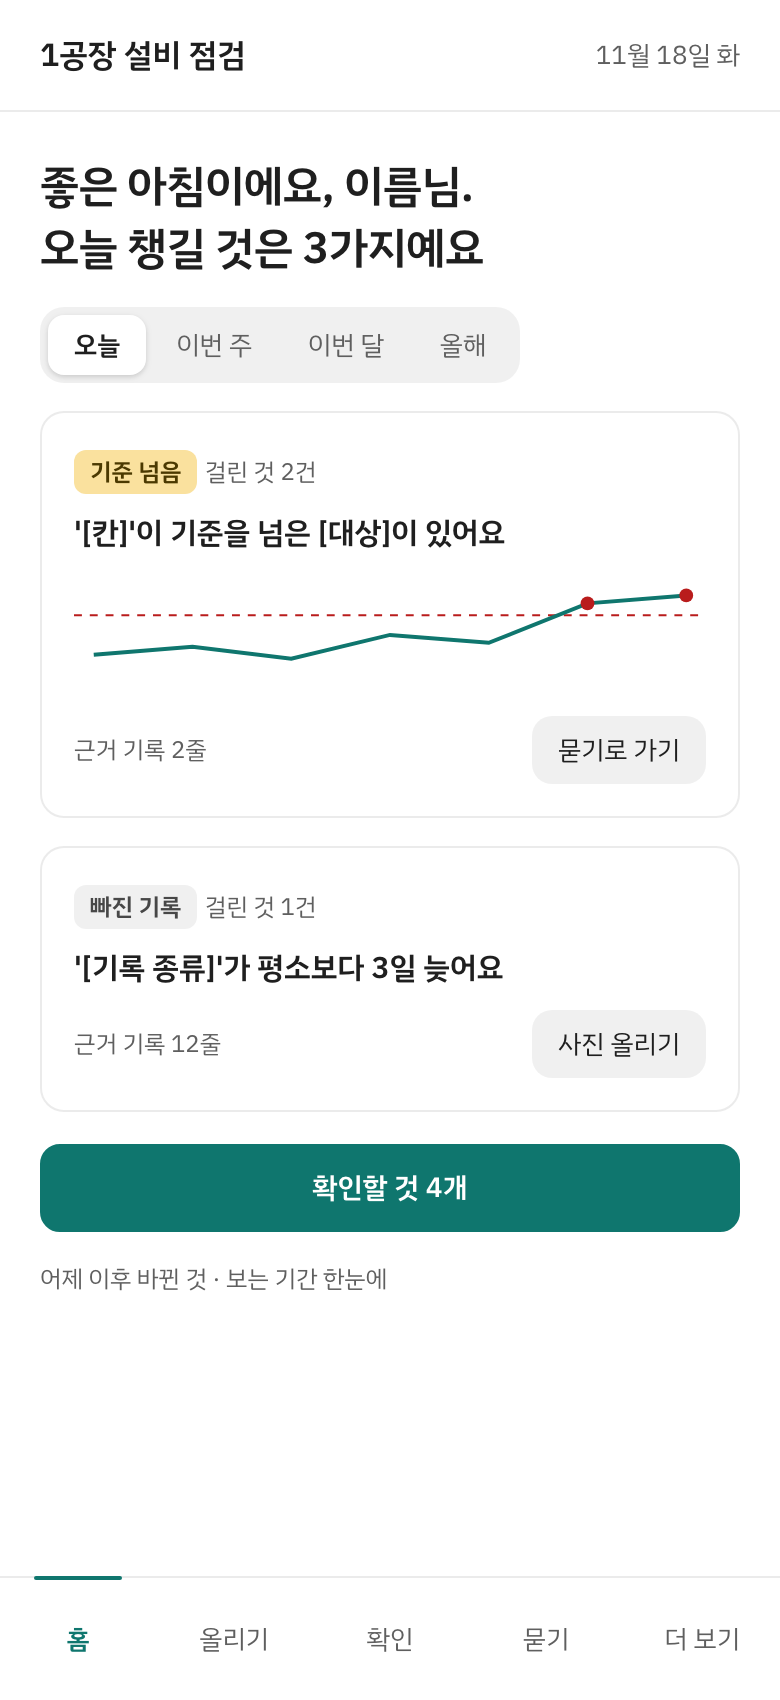 1공장 설비 점검
11월 18일 화
좋은 아침이에요, 이름님.
오늘 챙길 것은 3가지예요
오늘 이번 주 이번 달 올해
기준 넘음 걸린 것 2건
'[칸]'이 기준을 넘은 [대상]이 있어요
근거 기록 2줄
묻기로 가기
빠진 기록 걸린 것 1건
'[기록 종류]'가 평소보다 3일 늦어요
근거 기록 12줄
사진 올리기
확인할 것 4개
어제 이후 바뀐 것 · 보는 기간 한눈에
홈 올리기 확인 묻기 더 보기